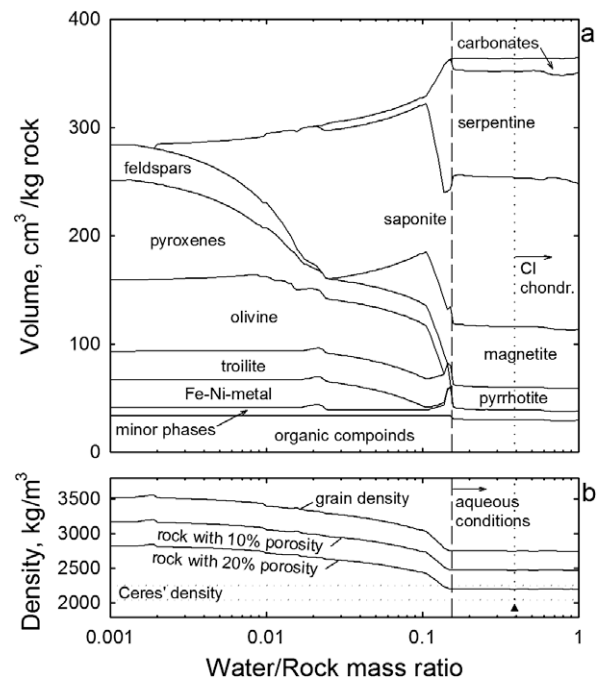 400
a
carbonates
serpentine
300
feldspars
saponite
200
pyroxenes
CI
chondr.
olivine
magnetite
100
troilite
Fe-Ni-metal
pyrrhotite
minor phases
organic compoinds
0
Volume, cm³ /kg rock
b
3500
grain density
aqueous
conditions
3000
rock with 10% porosity
2500
rock with 20% porosity
Ceres' density
2000
Density, kg/m³
0.001
0.01
0.1
1
Water/Rock mass ratio